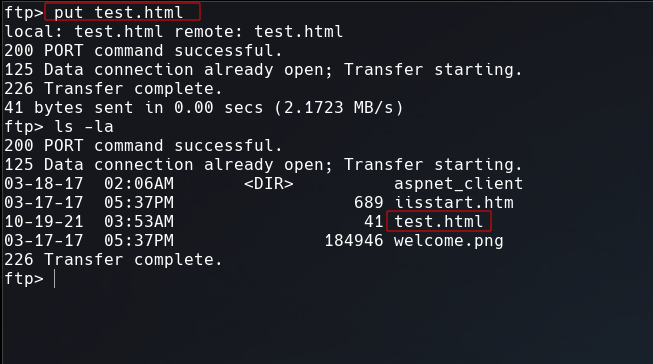 ftp> put test.html
local: test.html remote: test.html
200 PORT command successful.
125 Data connection already open; Transfer starting.
226 Transfer complete.
41 bytes sent in 0.00 secs (2.1723 MB/s)
ftp> ls -la
200 PORT command successful.
125 Data connection already open; Transfer starting.
03-18-17  02:06AM       <DIR>          aspnet_client
03-17-17  05:37PM                  689 iisstart.htm
10-19-21  03:53AM                   41 test.html
03-17-17  05:37PM               184946 welcome.png
226 Transfer complete.
ftp>